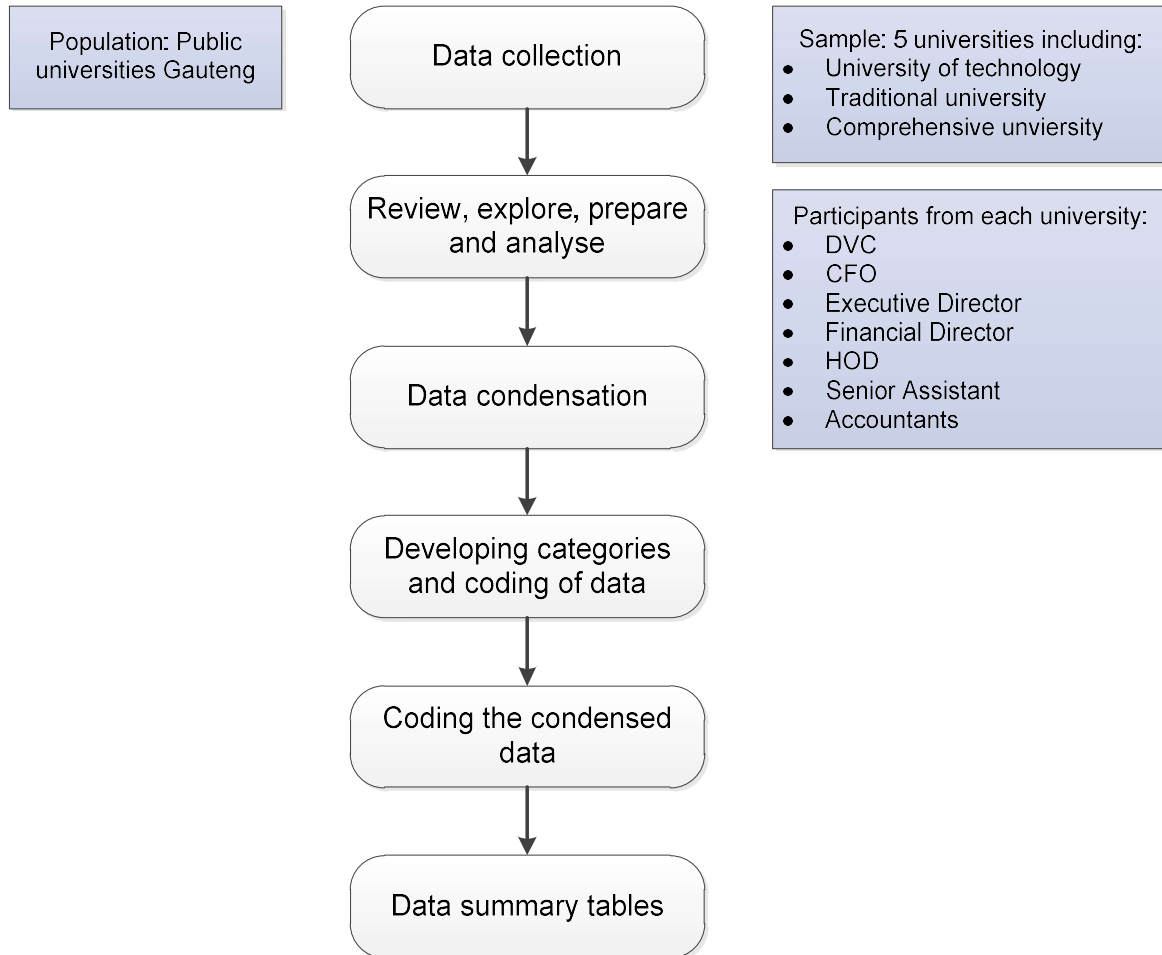 Population: Public
universities Gauteng
Data collection
Sample: 5 universities including:
● University of technology
● Traditional university
● Comprehensive unviersity
Review, explore, prepare
and analyse
Participants from each university:
● DVC
● CFO
● Executive Director
● Financial Director
● HOD
● Senior Assistant
● Accountants
Data condensation
Developing categories
and coding of data
Coding the condensed
data
Data summary tables